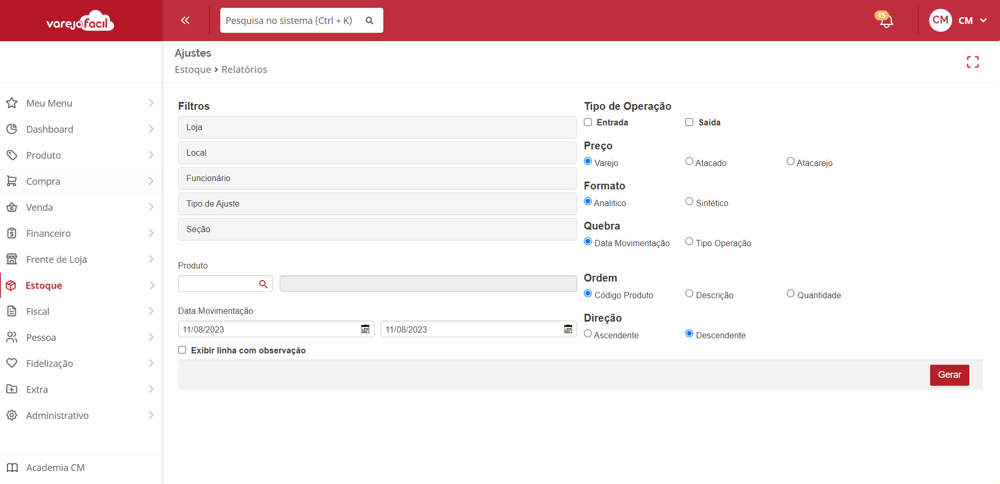 varejofacil
Pesquisa no sistema (Ctrl + K)
15
CM
CM
Ajustes
Estoque > Relatórios
Meu Menu
Dashboard
Produto
Compra
Venda
Financeiro
Frente de Loja
Estoque
Fiscal
Pessoa
Fidelização
Extra
Administrativo
Academia CM
Filtros
Loja
Local
Funcionário
Tipo de Ajuste
Seção
Produto
Data Movimentação
11/08/2023
11/08/2023
Exibir linha com observação
Tipo de Operação
Entrada
Saida
Preço
Varejo
Atacado
Atacarejo
Formato
Analitico
Sintético
Quebra
Data Movimentação
Tipo Operação
Ordem
Código Produto
Descrição
Quantidade
Direção
Ascendente
Descendente
Gerar